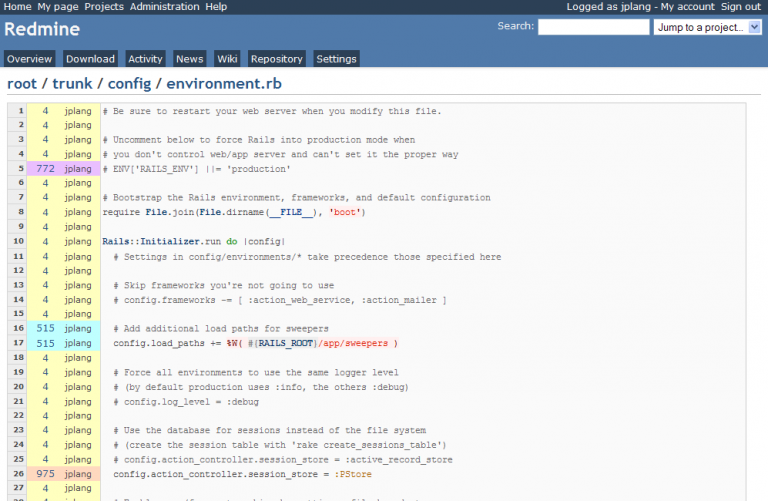 Home My page Projects Administration Help Logged as jplang - My account Sign out
Redmine Search: Jump to a project...
Overview Download Activity News Wiki Repository Settings
root / trunk / config / environment.rb
1 4 jplang # Be sure to restart your web server when you modify this file.
2 4 jplang
3 4 jplang # Uncomment below to force Rails into production mode when
4 4 jplang # you don't control web/app server and can't set it the proper way
5 772 jplang # ENV['RAILS_ENV'] ||= 'production'
6 4 jplang
7 4 jplang # Bootstrap the Rails environment, frameworks, and default configuration
8 4 jplang require File.join(File.dirname(__FILE__), 'boot')
9 4 jplang
10 4 jplang Rails::Initializer.run do |config|
11 4 jplang # Settings in config/environments/* take precedence those specified here
12 4 jplang
13 4 jplang # Skip frameworks you're not going to use
14 4 jplang # config.frameworks -= [ :action_web_service, :action_mailer ]
15 4 jplang
16 515 jplang # Add additional load paths for sweepers
17 515 jplang config.load_paths += %W( #{RAILS_ROOT}/app/sweepers )
18 4 jplang
19 4 jplang # Force all environments to use the same logger level
20 4 jplang # (by default production uses :info, the others :debug)
21 4 jplang # config.log_level = :debug
22 4 jplang
23 4 jplang # Use the database for sessions instead of the file system
24 4 jplang # (create the session table with 'rake create_sessions_table')
25 4 jplang # config.action_controller.session_store = :active_record_store
26 975 jplang config.action_controller.session_store = :PStore